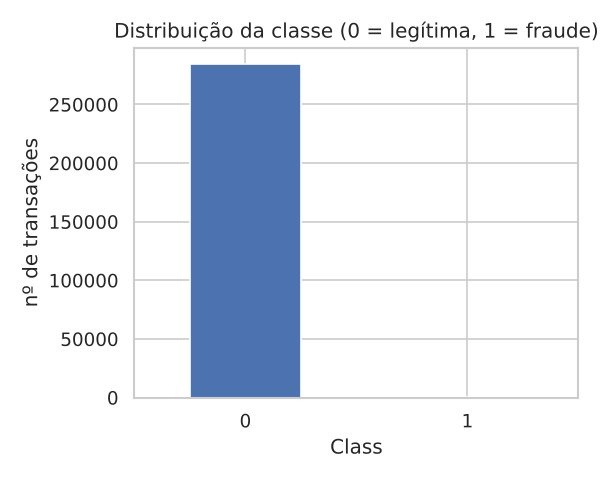 Distribuição da classe (0 = legítima, 1 = fraude)
nº de transações
250000
200000
150000
100000
50000
0
0 1
Class